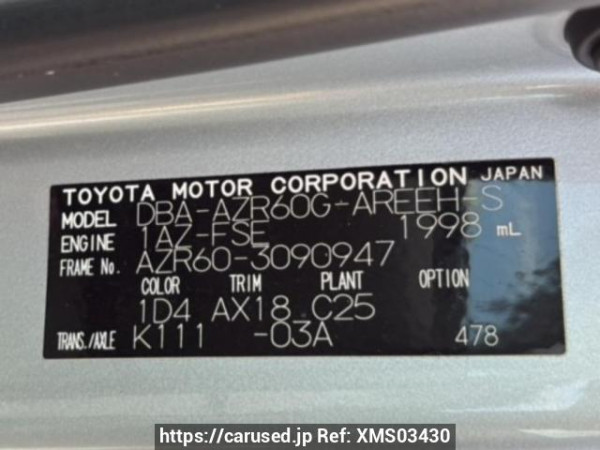 TOYOTA MOTOR CORPORATION JAPAN
MODEL DBA-AZR60G-AREEH-S
ENGINE 1AZ-FSE 1998 mL
FRAME No. AZR60-3090947
COLOR TRIM PLANT OPTION
1D4 AX18 C25
TRANS./AXLE K111 -03A 478
https://carused.jp Ref: XMS03430